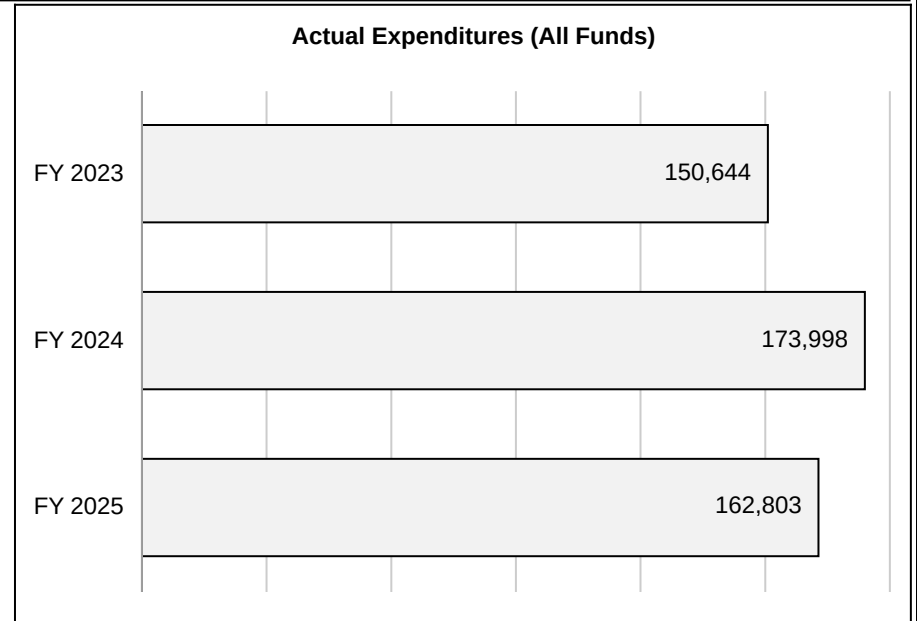 Actual Expenditures (All Funds)
FY 2023 150,644
FY 2024 173,998
FY 2025 162,803